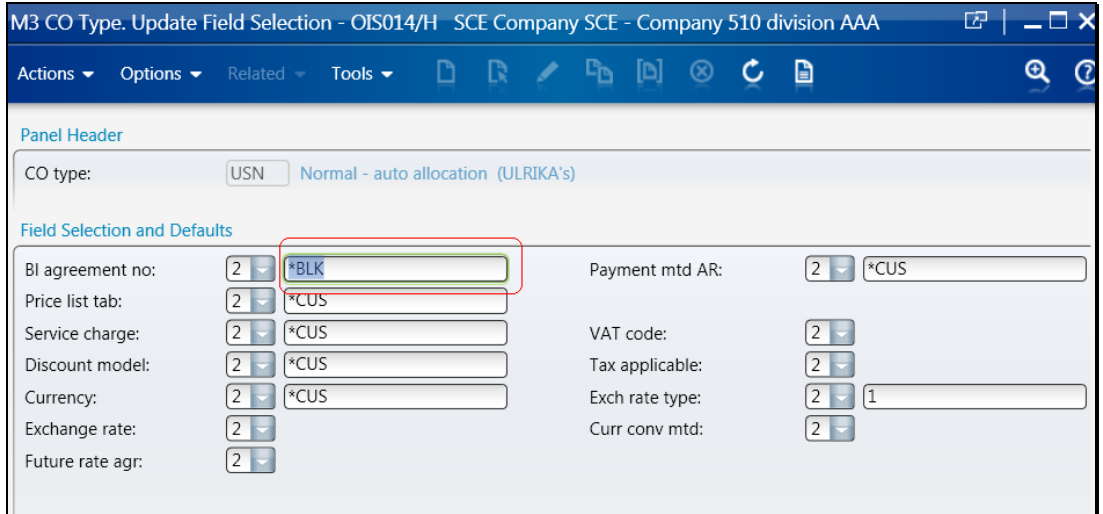 M3 CO Type. Update Field Selection - OIS014/H SCE Company SCE - Company 510 division AAA
Actions Options Related Tools
Panel Header
CO type: USN Normal - auto allocation (ULRIKA's)
Field Selection and Defaults
BI agreement no: 2 *BLK Payment mtd AR: 2 *CUS
Price list tab: 2 *CUS
Service charge: 2 *CUS VAT code: 2
Discount model: 2 *CUS Tax applicable: 2
Currency: 2 *CUS Exch rate type: 2 1
Exchange rate: 2 Curr conv mtd: 2
Future rate agr: 2